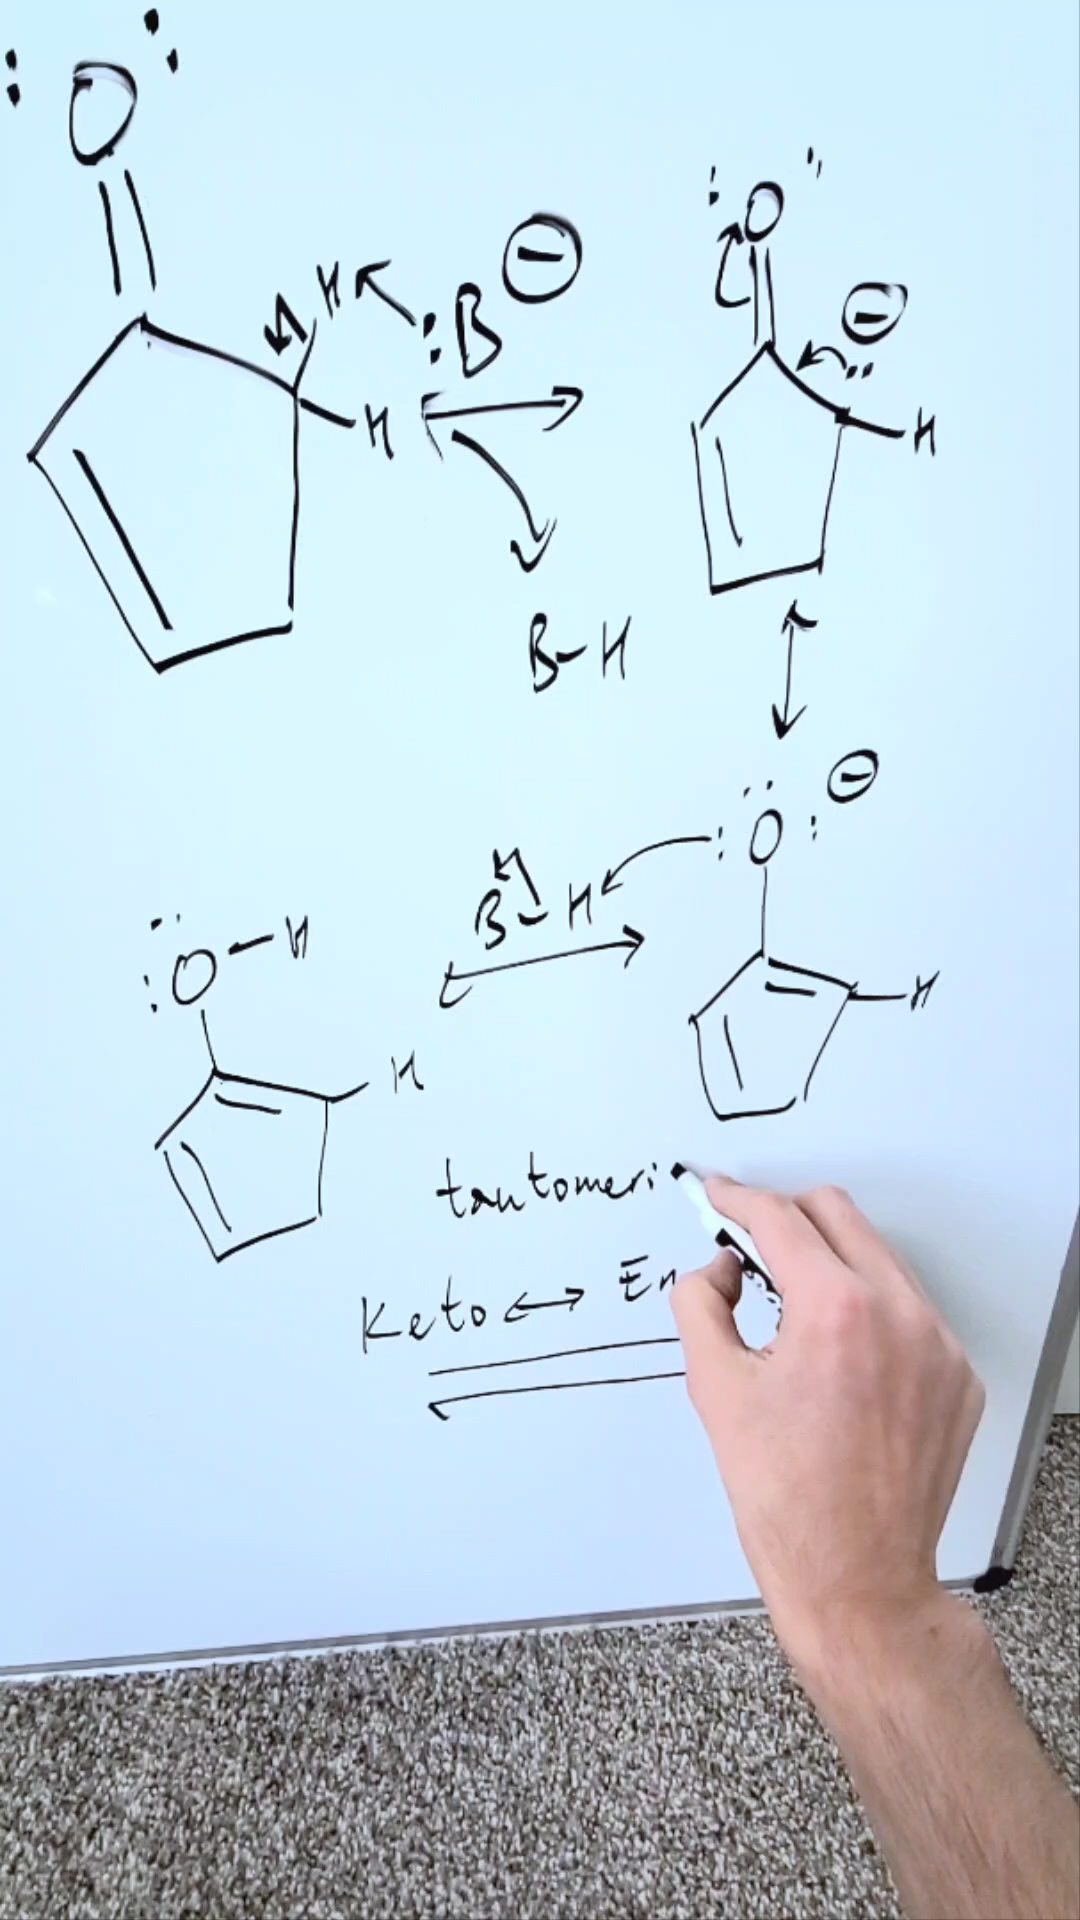 : O :
H :B ⊖
H
B-H
: O ¨
⊖
¨
H
¨ ⊖
: O :
H
B-H
¨
: O-H
H
tautomeri
Keto ↔ En